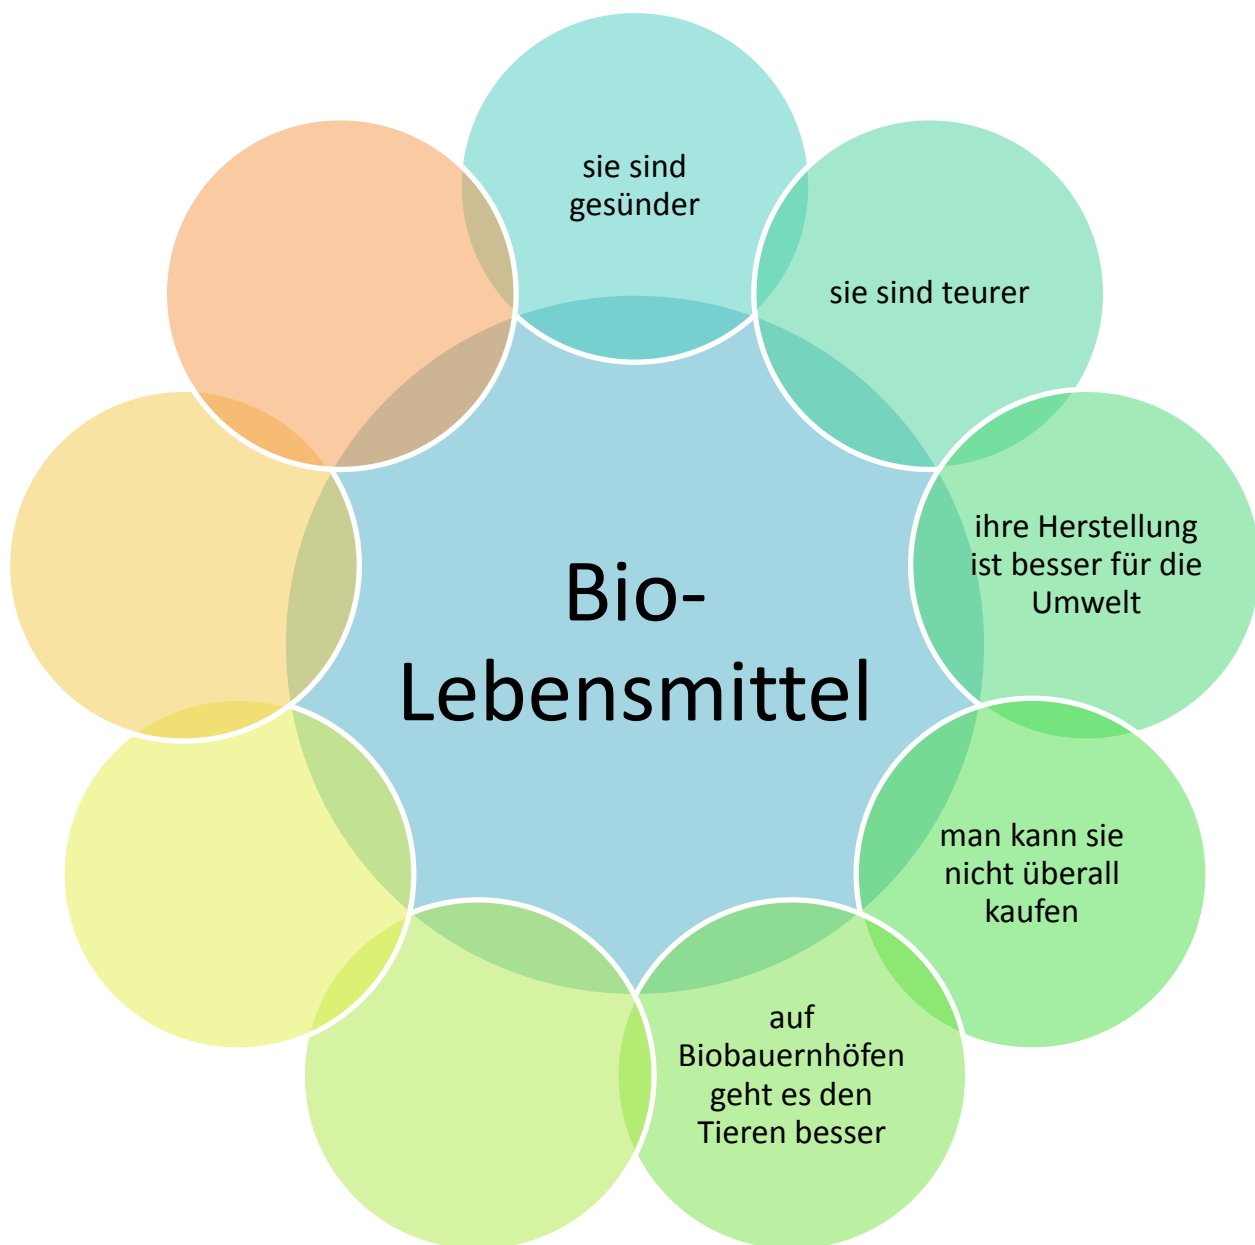 sie sind
gesünder
sie sind teurer
ihre Herstellung
ist besser für die
Umwelt
man kann sie
nicht überall
kaufen
auf
Biobauernhöfen
geht es den
Tieren besser
Bio-
Lebensmittel